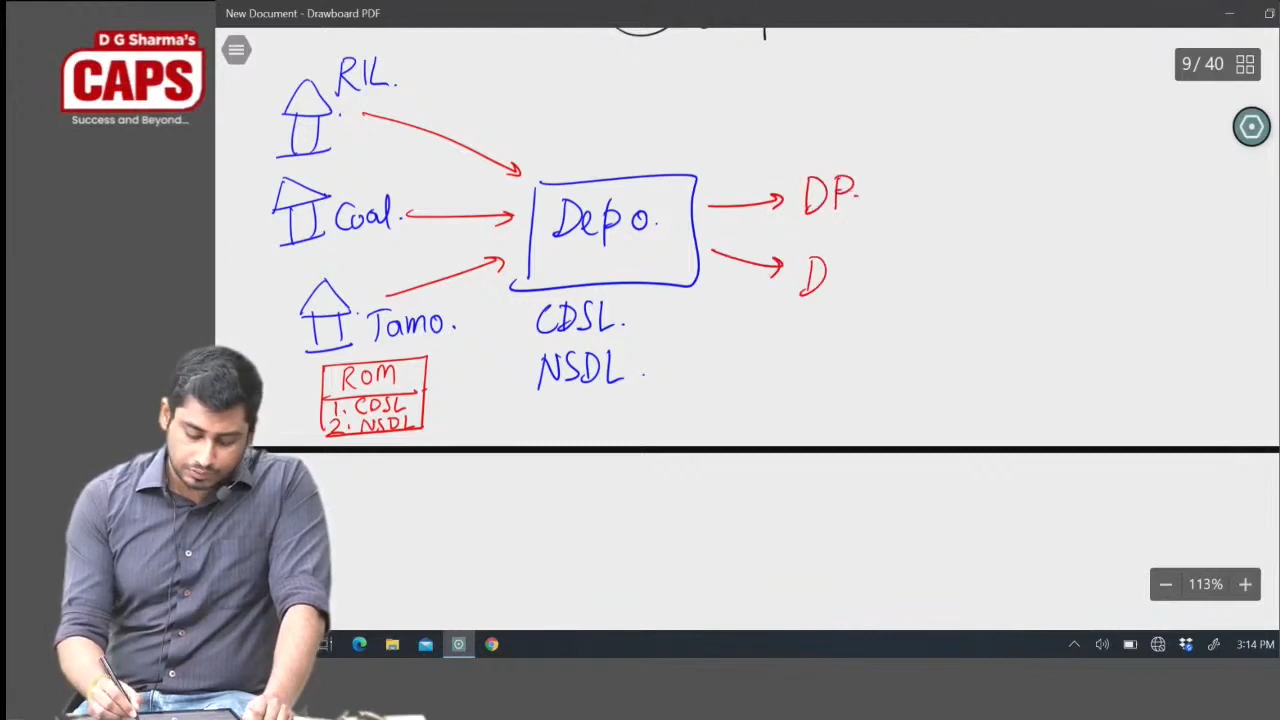 New Document - Drawboard PDF
D G Sharma's
CAPS
Success and Beyond...
9/ 40
RIL.
Coal.
Depo.
DP.
D
Tamo.
CDSL.
NSDL.
ROM
1. CDSL
2. NSDL
113%
3:14 PM